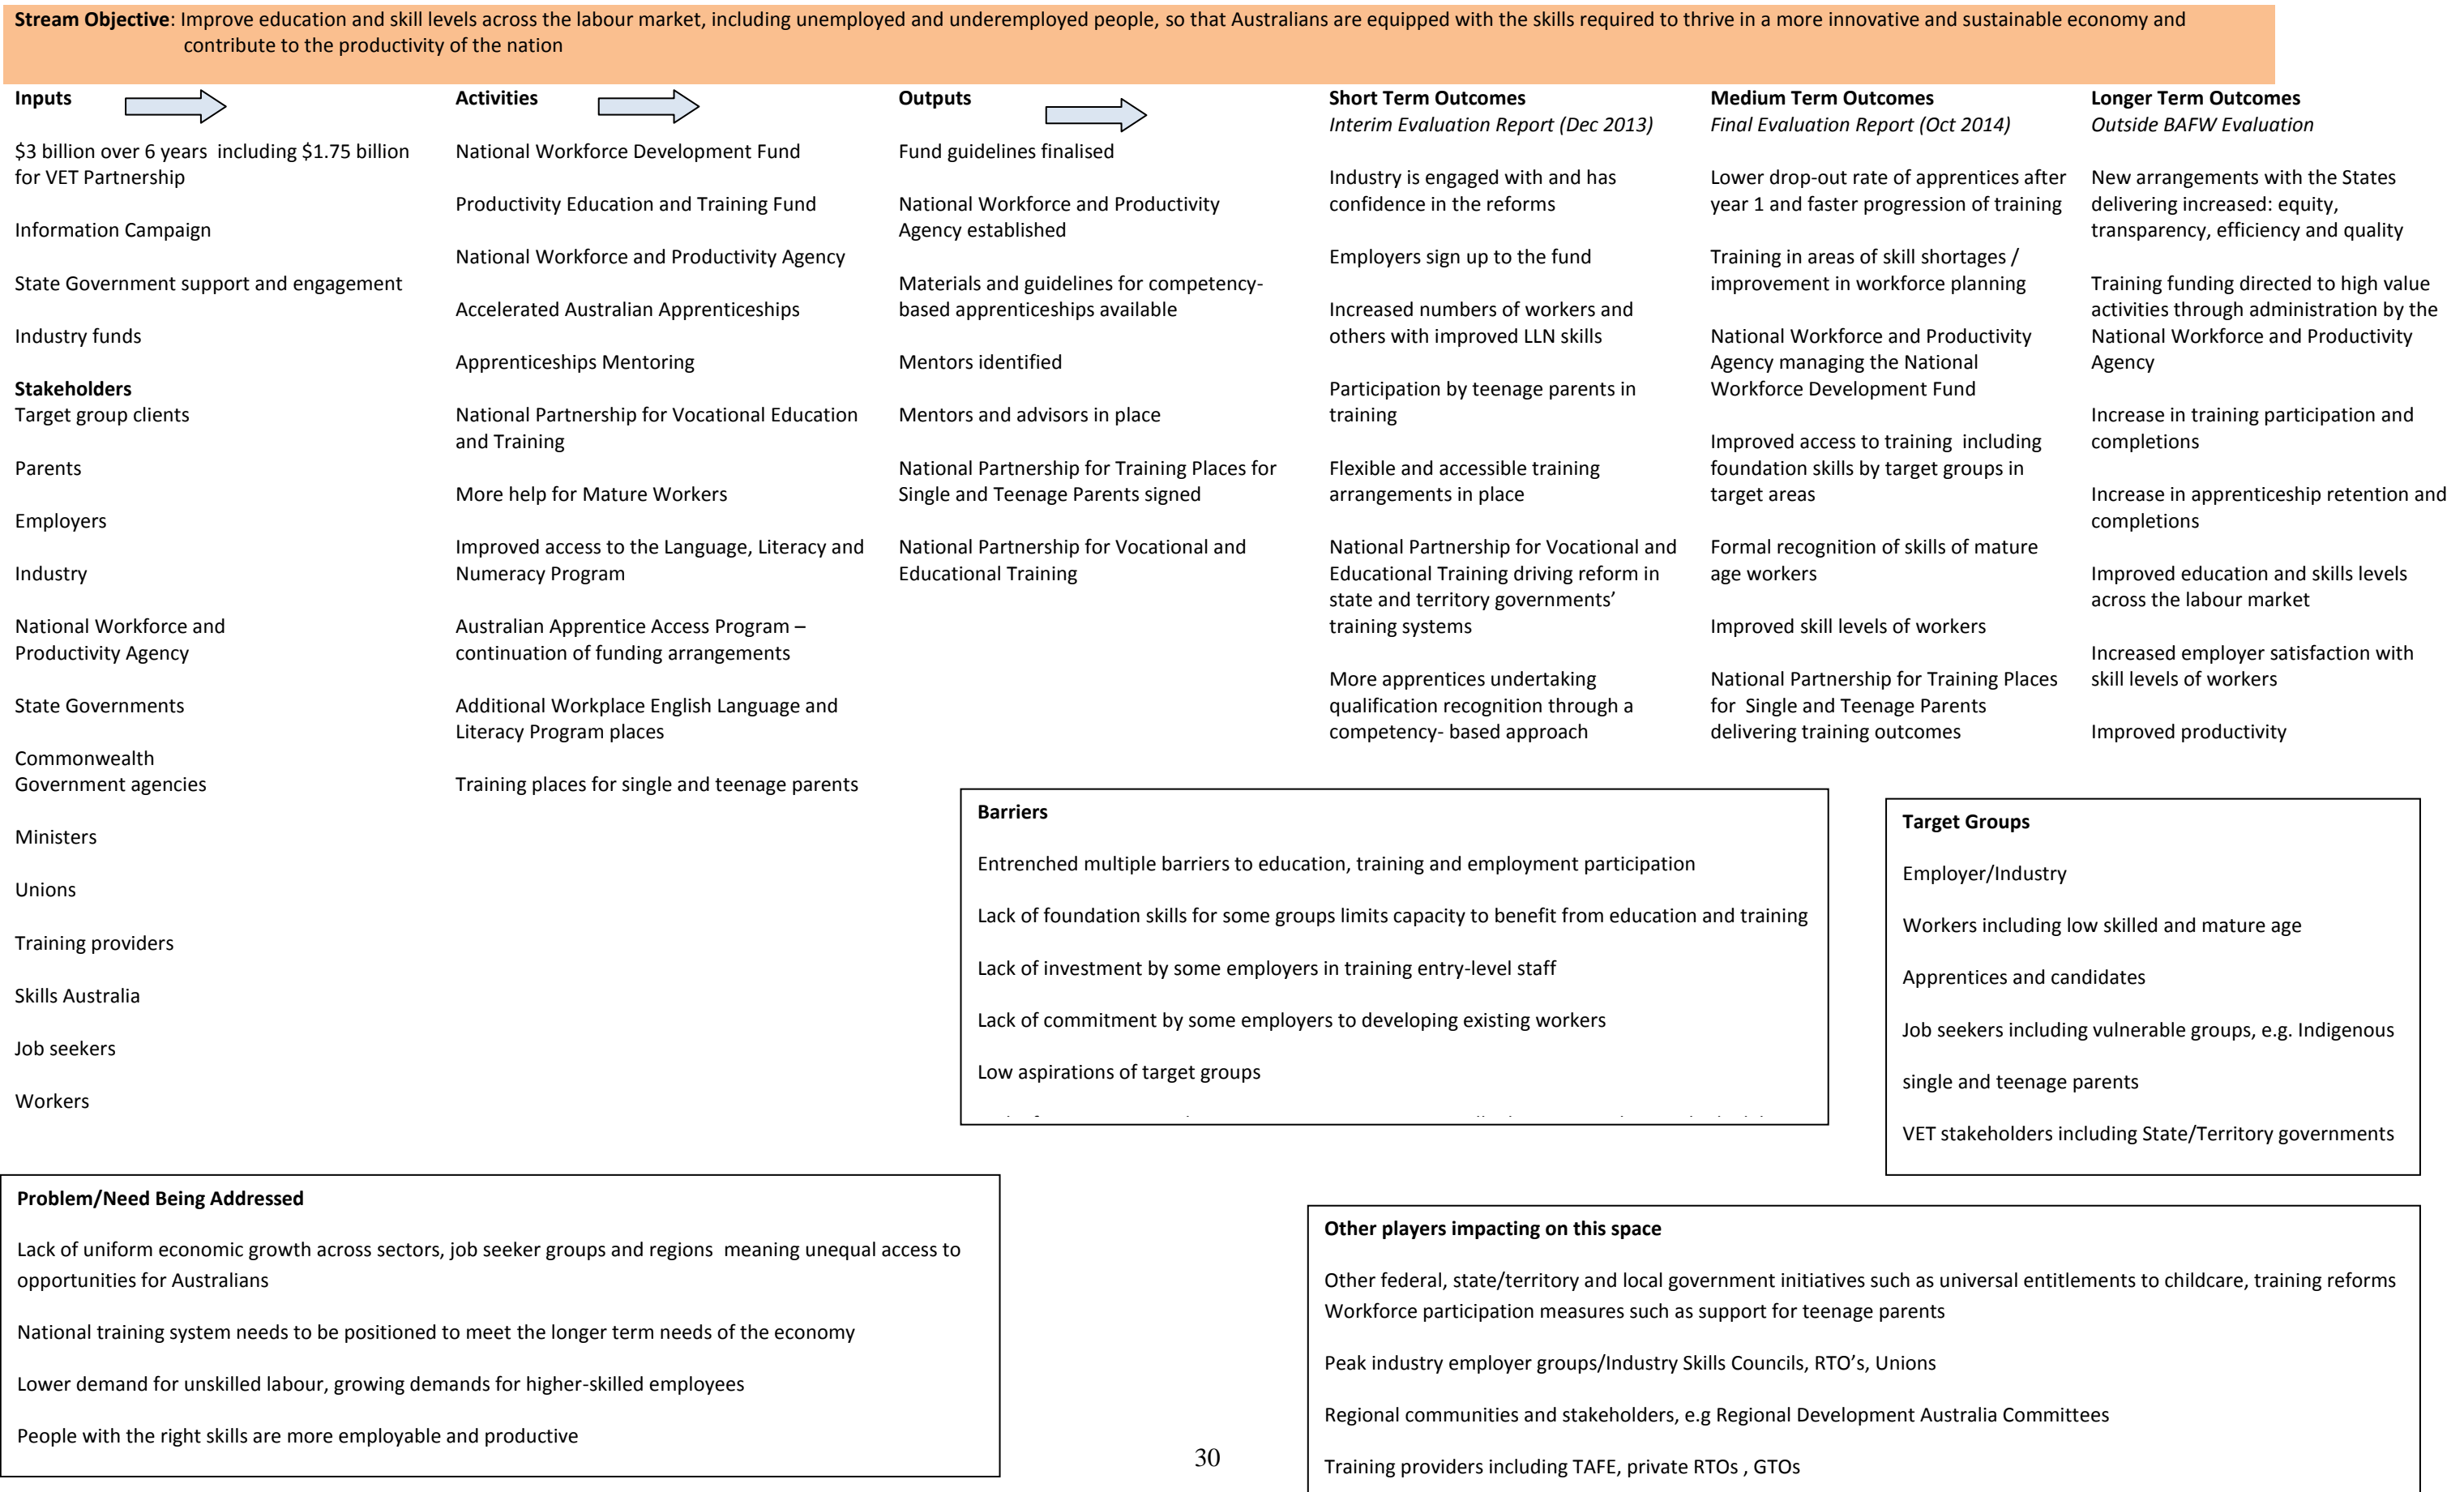 Stream Objective: Improve education and skill levels across the labour market, including unemployed and underemployed people, so that Australians are equipped with the skills required to thrive in a more innovative and sustainable economy and
contribute to the productivity of the nation
Inputs
$3 billion over 6 years including $1.75 billion
for VET Partnership
Information Campaign
State Government support and engagement
Industry funds
Stakeholders
Target group clients
Parents
Employers
Industry
National Workforce and
Productivity Agency
State Governments
Commonwealth
Government agencies
Ministers
Unions
Training providers
Skills Australia
Job seekers
Workers
Activities
National Workforce Development Fund
Productivity Education and Training Fund
National Workforce and Productivity Agency
Accelerated Australian Apprenticeships
Apprenticeships Mentoring
National Partnership for Vocational Education
and Training
More help for Mature Workers
Improved access to the Language, Literacy and
Numeracy Program
Australian Apprentice Access Program –
continuation of funding arrangements
Additional Workplace English Language and
Literacy Program places
Training places for single and teenage parents
Outputs
Fund guidelines finalised
National Workforce and Productivity
Agency established
Materials and guidelines for competency-
based apprenticeships available
Mentors identified
Mentors and advisors in place
National Partnership for Training Places for
Single and Teenage Parents signed
National Partnership for Vocational and
Educational Training
Short Term Outcomes
Interim Evaluation Report (Dec 2013)
Industry is engaged with and has
confidence in the reforms
Employers sign up to the fund
Increased numbers of workers and
others with improved LLN skills
Participation by teenage parents in
training
Flexible and accessible training
arrangements in place
National Partnership for Vocational and
Educational Training driving reform in
state and territory governments’
training systems
More apprentices undertaking
qualification recognition through a
competency- based approach
Medium Term Outcomes
Final Evaluation Report (Oct 2014)
Lower drop-out rate of apprentices after
year 1 and faster progression of training
Training in areas of skill shortages /
improvement in workforce planning
National Workforce and Productivity
Agency managing the National
Workforce Development Fund
Improved access to training including
foundation skills by target groups in
target areas
Formal recognition of skills of mature
age workers
Improved skill levels of workers
National Partnership for Training Places
for Single and Teenage Parents
delivering training outcomes
Longer Term Outcomes
Outside BAFW Evaluation
New arrangements with the States
delivering increased: equity,
transparency, efficiency and quality
Training funding directed to high value
activities through administration by the
National Workforce and Productivity
Agency
Increase in training participation and
completions
Increase in apprenticeship retention and
completions
Improved education and skills levels
across the labour market
Increased employer satisfaction with
skill levels of workers
Improved productivity
Barriers
Entrenched multiple barriers to education, training and employment participation
Lack of foundation skills for some groups limits capacity to benefit from education and training
Lack of investment by some employers in training entry-level staff
Lack of commitment by some employers to developing existing workers
Low aspirations of target groups
Target Groups
Employer/Industry
Workers including low skilled and mature age
Apprentices and candidates
Job seekers including vulnerable groups, e.g. Indigenous
single and teenage parents
VET stakeholders including State/Territory governments
Problem/Need Being Addressed
Lack of uniform economic growth across sectors, job seeker groups and regions meaning unequal access to
opportunities for Australians
National training system needs to be positioned to meet the longer term needs of the economy
Lower demand for unskilled labour, growing demands for higher-skilled employees
People with the right skills are more employable and productive
Other players impacting on this space
Other federal, state/territory and local government initiatives such as universal entitlements to childcare, training reforms
Workforce participation measures such as support for teenage parents
Peak industry employer groups/Industry Skills Councils, RTO’s, Unions
Regional communities and stakeholders, e.g Regional Development Australia Committees
Training providers including TAFE, private RTOs , GTOs
30